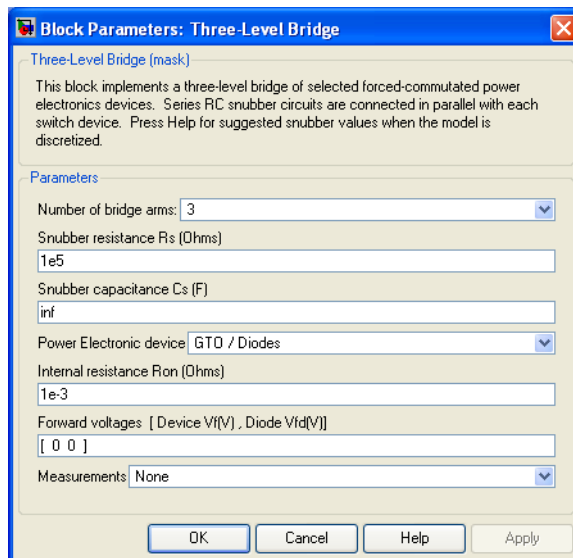 Block Parameters: Three-Level Bridge
Three-Level Bridge (mask)
This block implements a three-level bridge of selected forced-commutated power
electronics devices. Series RC snubber circuits are connected in parallel with each
switch device. Press Help for suggested snubber values when the model is
discretized.
Parameters
Number of bridge arms: 3
Snubber resistance Rs (Ohms)
1e5
Snubber capacitance Cs (F)
inf
Power Electronic device GTO / Diodes
Internal resistance Ron (Ohms)
1e-3
Forward voltages [ Device Vf(V) , Diode Vfd(V)]
[ 0 0 ]
Measurements None
OK Cancel Help Apply